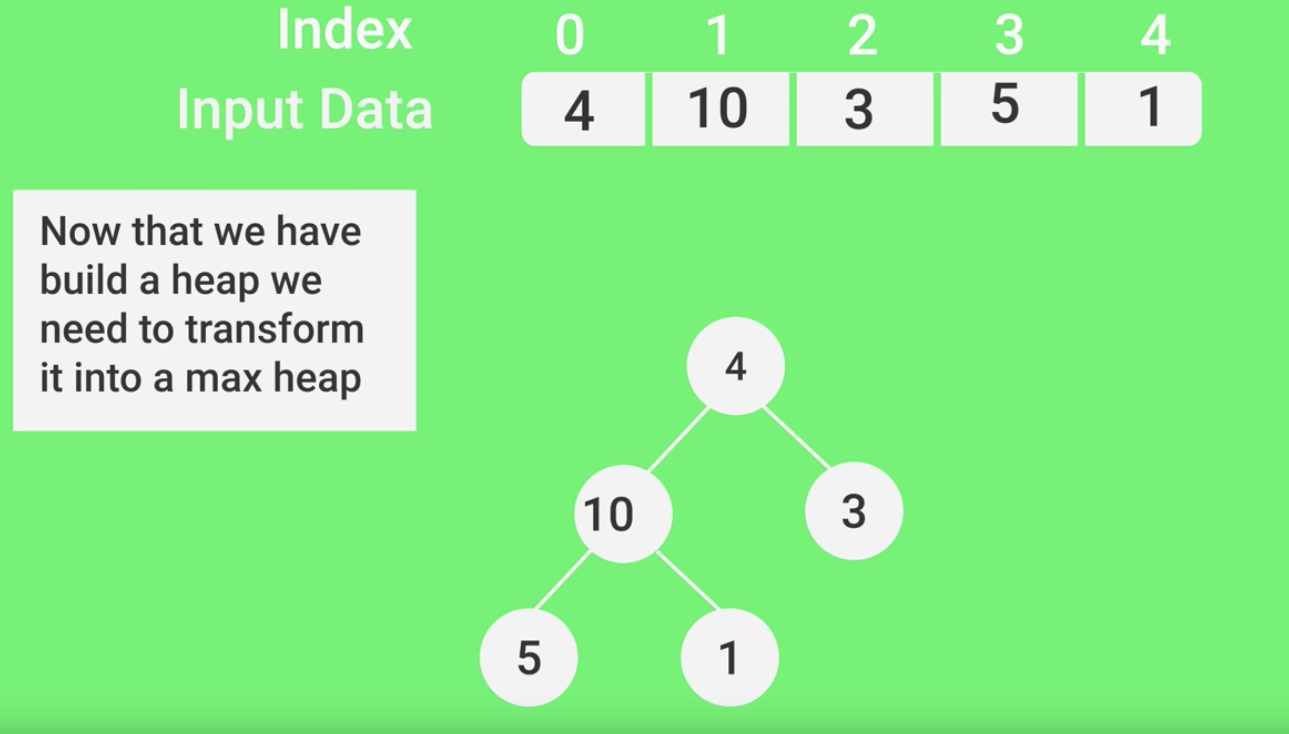 Index 0 1 2 3 4
Input Data 4 10 3 5 1
Now that we have
build a heap we
need to transform
it into a max heap
4
10 3
5 1